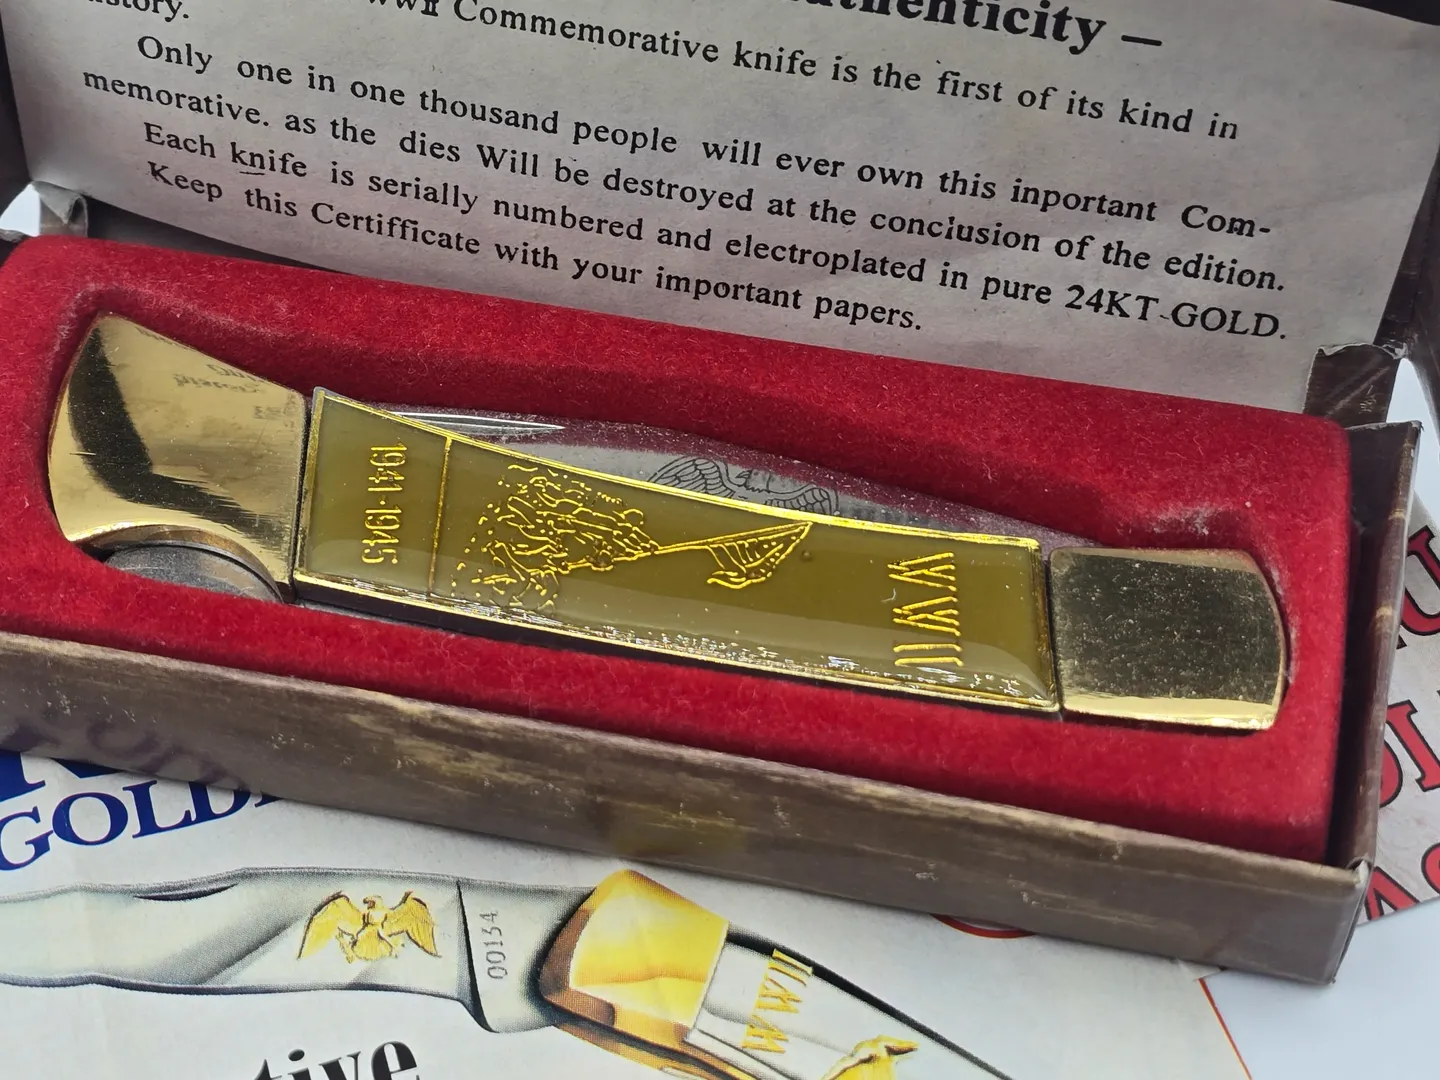 Authenticity —
WWII Commemorative knife is the first of its kind in
history.
Only one in one thousand people will ever own this inportant Com-
memorative. as the dies Will be destroyed at the conclusion of the edition.
Each knife is serially numbered and electroplated in pure 24KT-GOLD.
Keep this Certifficate with your important papers.
1941-1945
WWII
00134
WWII